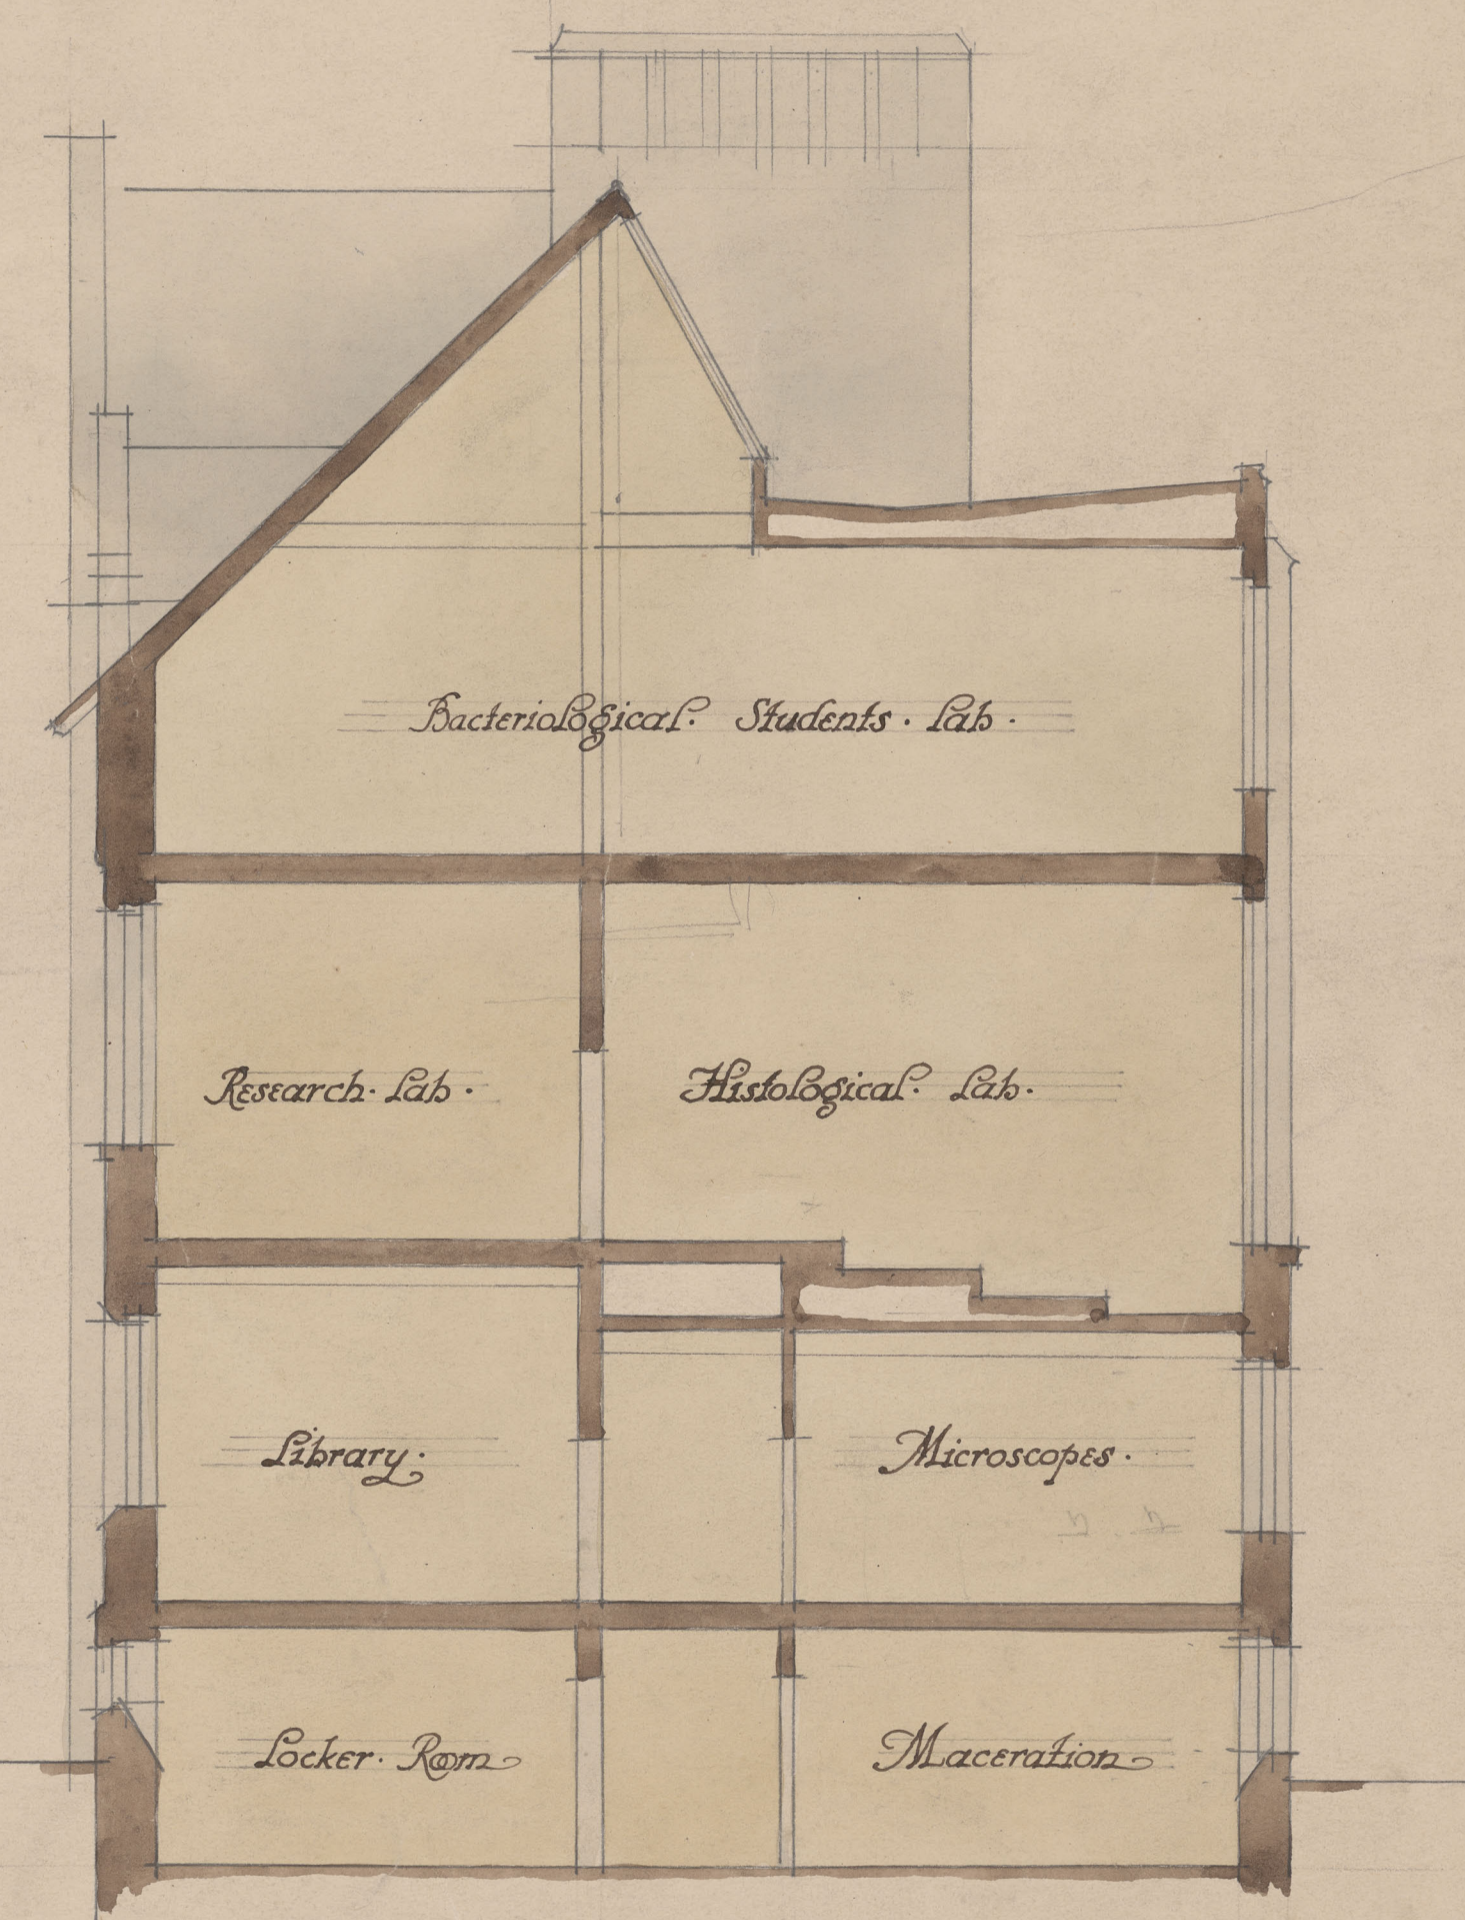 Bacteriological. Students. Lab.
Research. Lab.
Histological. Lab.
Library.
Microscopes.
Locker. Room
Maceration